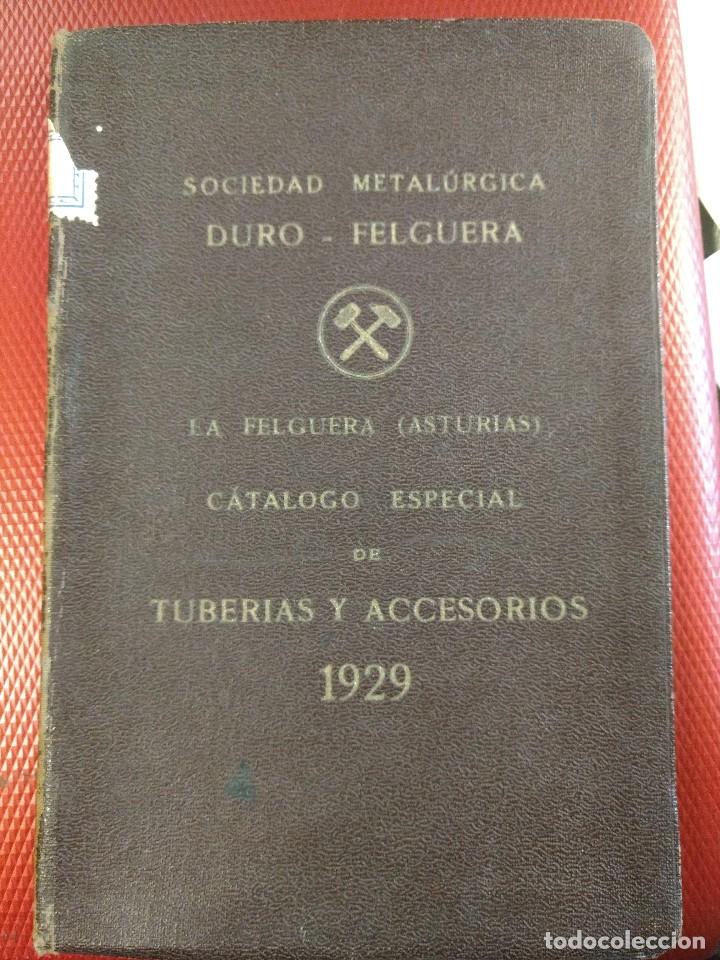 SOCIEDAD METALÚRGICA
DURO - FELGUERA
LA FELGUERA (ASTURIAS)
CÁTALOGO ESPECIAL
DE
TUBERIAS Y ACCESORIOS
1929
todocoleccion